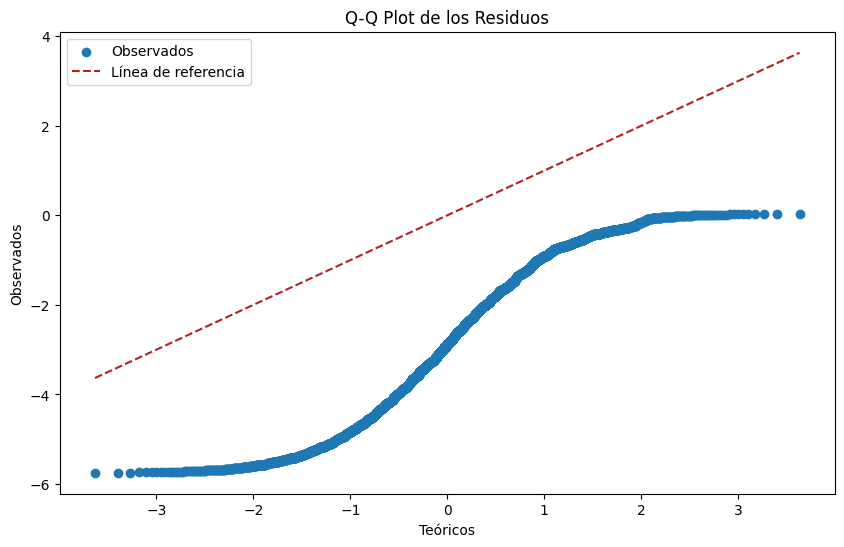 Q-Q Plot de los Residuos
Observados
Línea de referencia
4
2
0
−2
−4
−6
Observados
−3
−2
−1
0
1
2
3
Teóricos